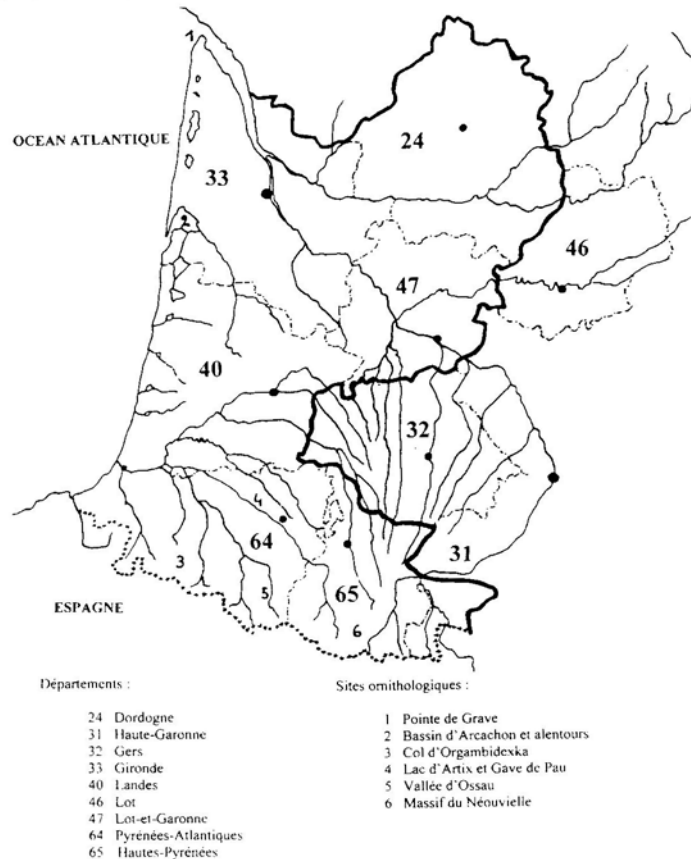 1
OCEAN ATLANTIQUE
24
33
2
46
47
40
32
4
64
3
31
5
65
ESPAGNE
6
Départements :
24 Dordogne
31 Haute-Garonne
32 Gers
33 Gironde
40 Landes
46 Lot
47 Lot-et-Garonne
64 Pyrénées-Atlantiques
65 Hautes-Pyrénées
Sites ornithologiques :
1 Pointe de Grave
2 Bassin d'Arcachon et alentours
3 Col d'Orgambidexka
4 Lac d'Artix et Gave de Pau
5 Vallée d'Ossau
6 Massif du Néouvielle